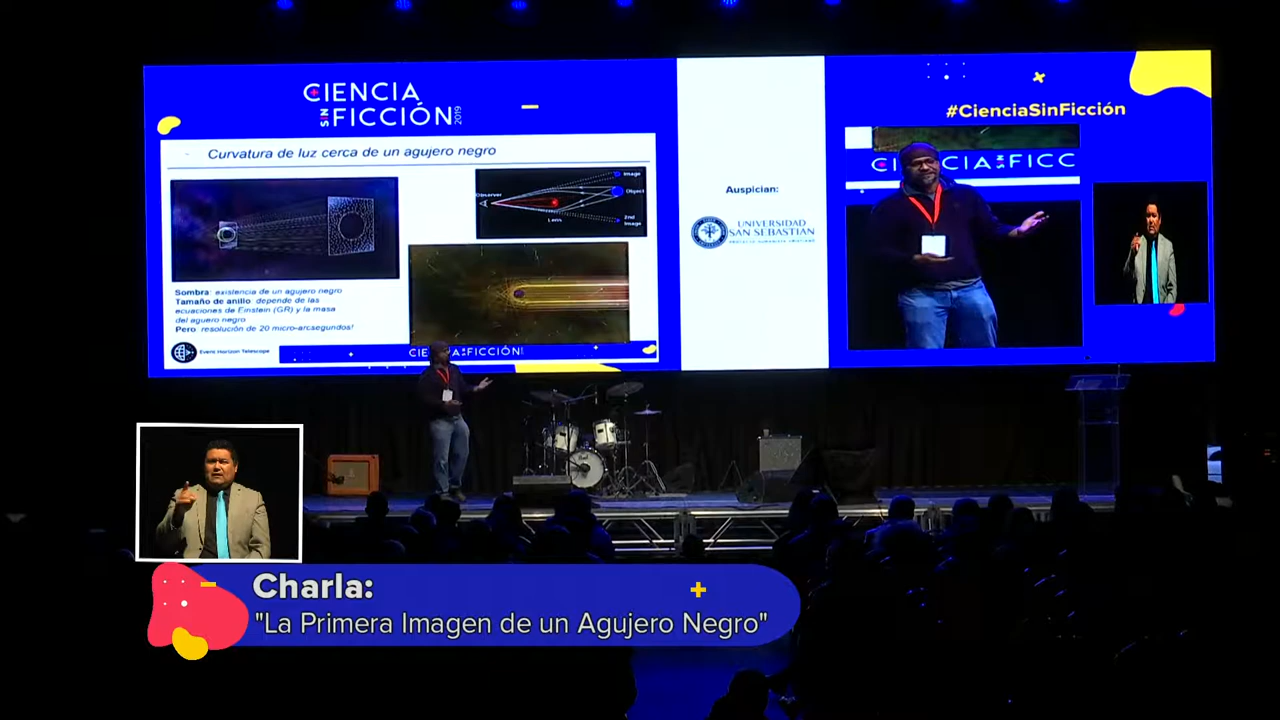 CIENCIA
SIN FICCIÓN 2019
Curvatura de luz cerca de un agujero negro
Observer
Image
Object
Lens
2nd
Image
Sombra: existencia de un agujero negro
Tamaño de anillo: depende de las
ecuaciones de Einstein (GR) y la masa
del aguero negro
Pero: resolución de 20 micro-arcsegundos!
Event Horizon Telescope
CIENCIA SIN FICCIÓN
Auspician:
UNIVERSIDAD
SAN SEBASTIAN
#CienciaSinFicción
CIENCIA SIN FICC
Charla:
"La Primera Imagen de un Agujero Negro"